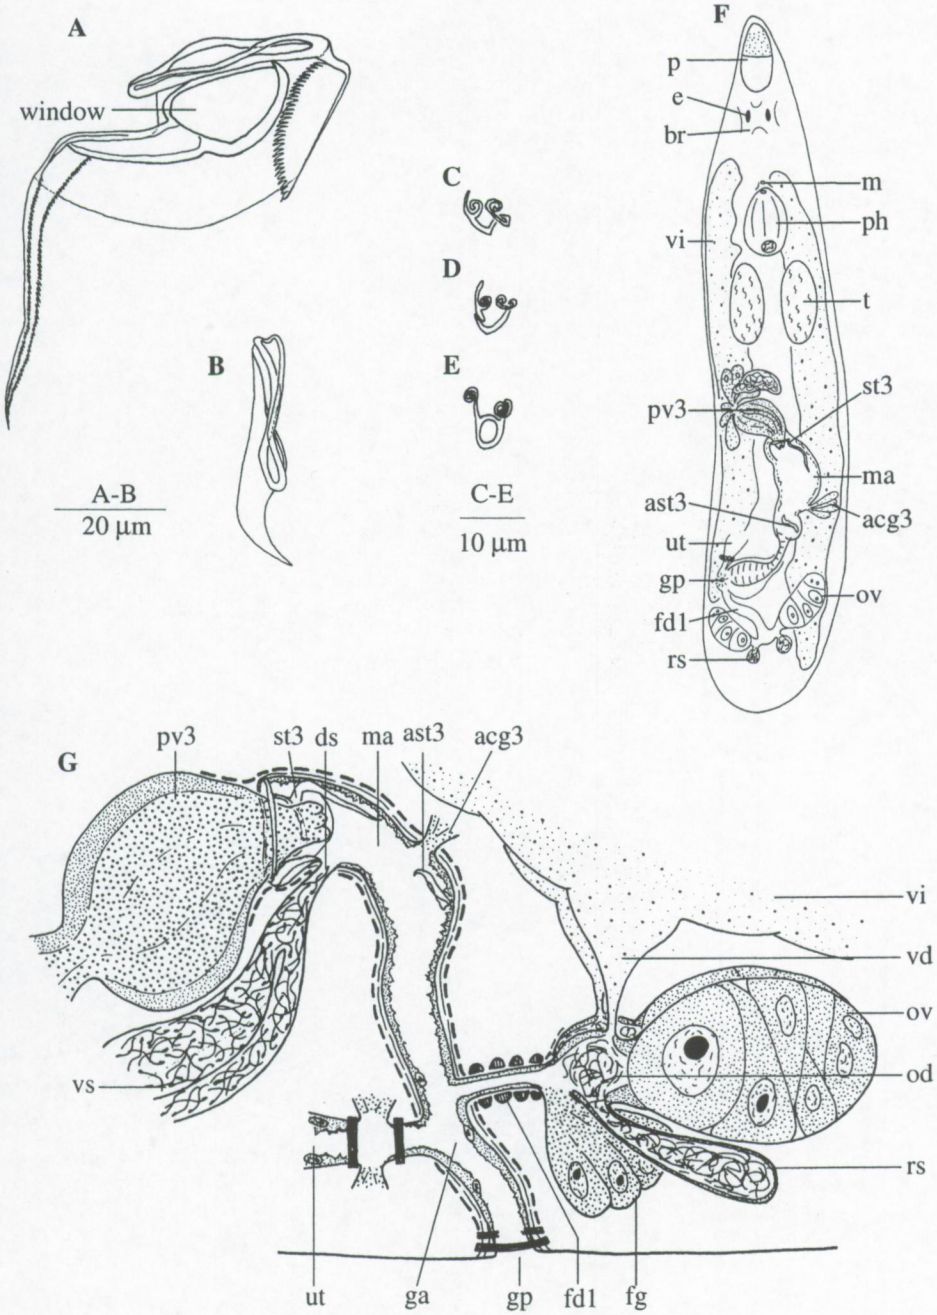 A
window
B
A-B
20 µm
C
D
E
C-E
10 µm
F
p
e
br
m
ph
vi
t
st3
pv3
ma
ast3
acg3
ut
gp
ov
fd1
rs
G
pv3
st3
ds
ma
ast3
acg3
vi
vd
ov
od
vs
rs
ut
ga
gp
fd1
fg